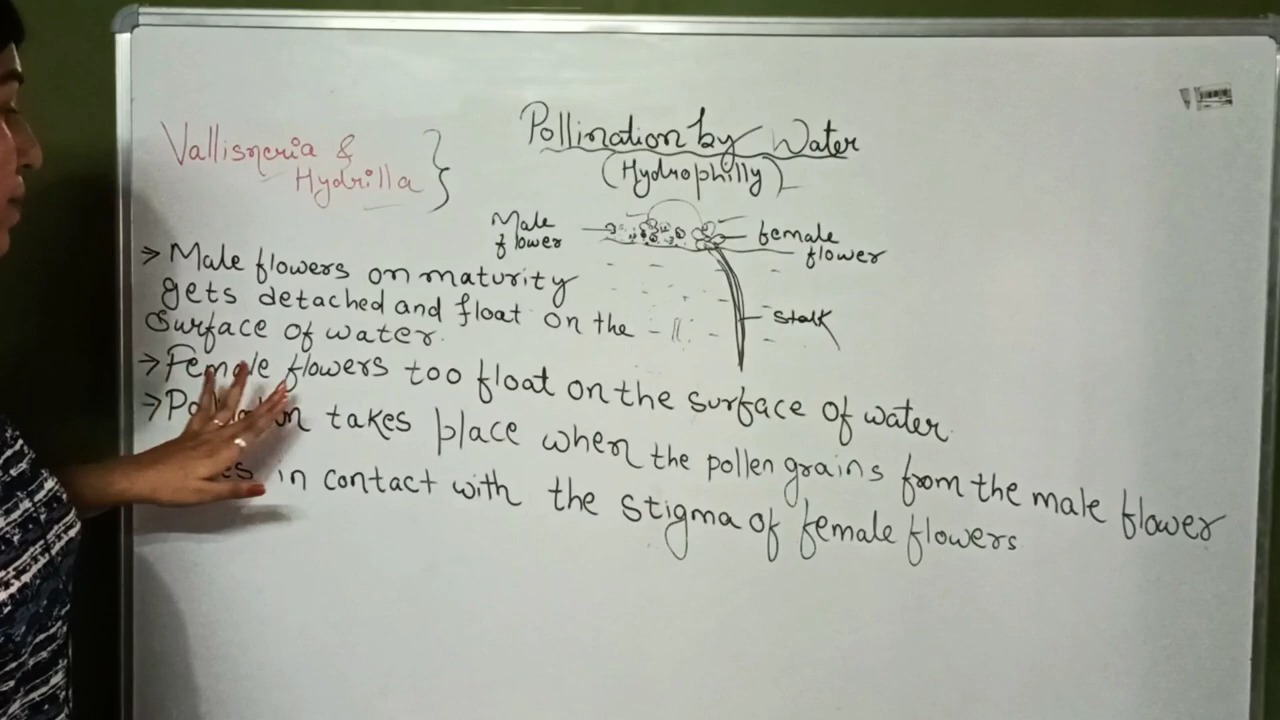 Pollination by Water
(Hydrophilly)
Vallisneria &
Hydrilla
Male
flower
female
flower
stalk
→ Male flowers on maturity
gets detached and float on the
surface of water.
→ Female flowers too float on the surface of water.
→ takes place when the pollen grains from the male flower
in contact with the stigma of female flowers